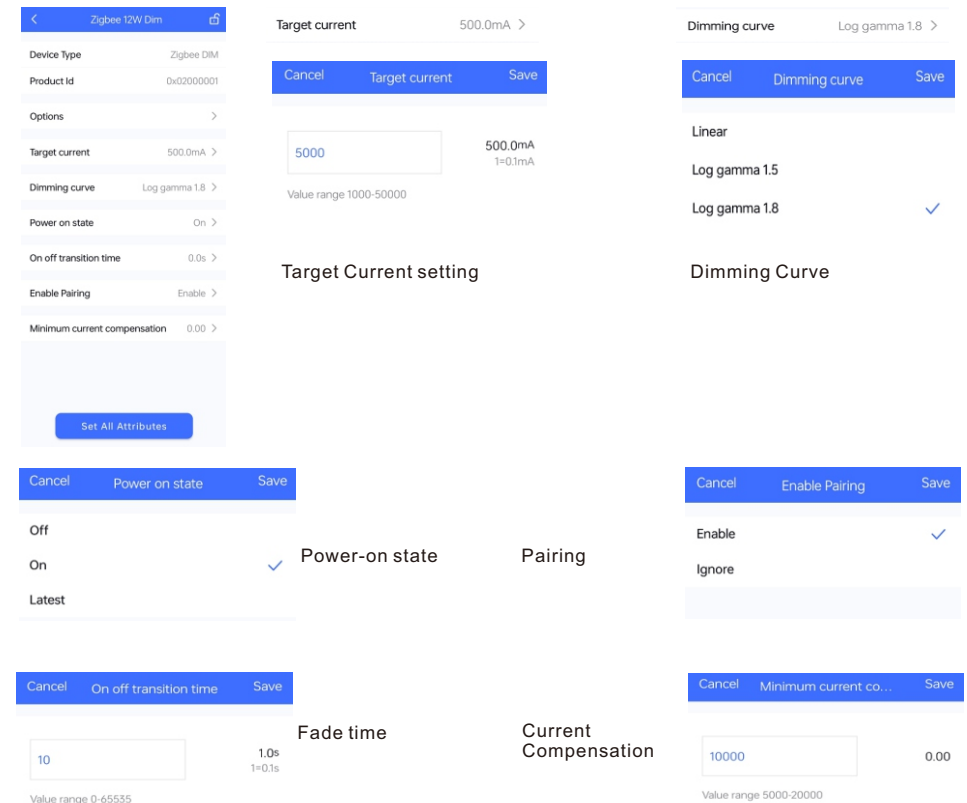 Zigbee 12W Dim
Device Type Zigbee DIM
Product Id 0x02000001
Options
Target current 500.0mA
Dimming curve Log gamma 1.8
Power on state On
On off transition time 0.0s
Enable Pairing Enable
Minimum current compensation 0.00
Set All Attributes
Target current 500.0mA
Cancel Target current Save
5000 500.0mA
1=0.1mA
Value range 1000-50000
Target Current setting
Dimming curve Log gamma 1.8
Cancel Dimming curve Save
Linear
Log gamma 1.5
Log gamma 1.8
Dimming Curve
Cancel Power on state Save
Off
On
Latest
Power-on state
Pairing
Cancel Enable Pairing Save
Enable
Ignore
Cancel On off transition time Save
10 1.0s
1=0.1s
Value range 0-65535
Fade time
Current
Compensation
Cancel Minimum current co... Save
10000 0.00
Value range 5000-20000